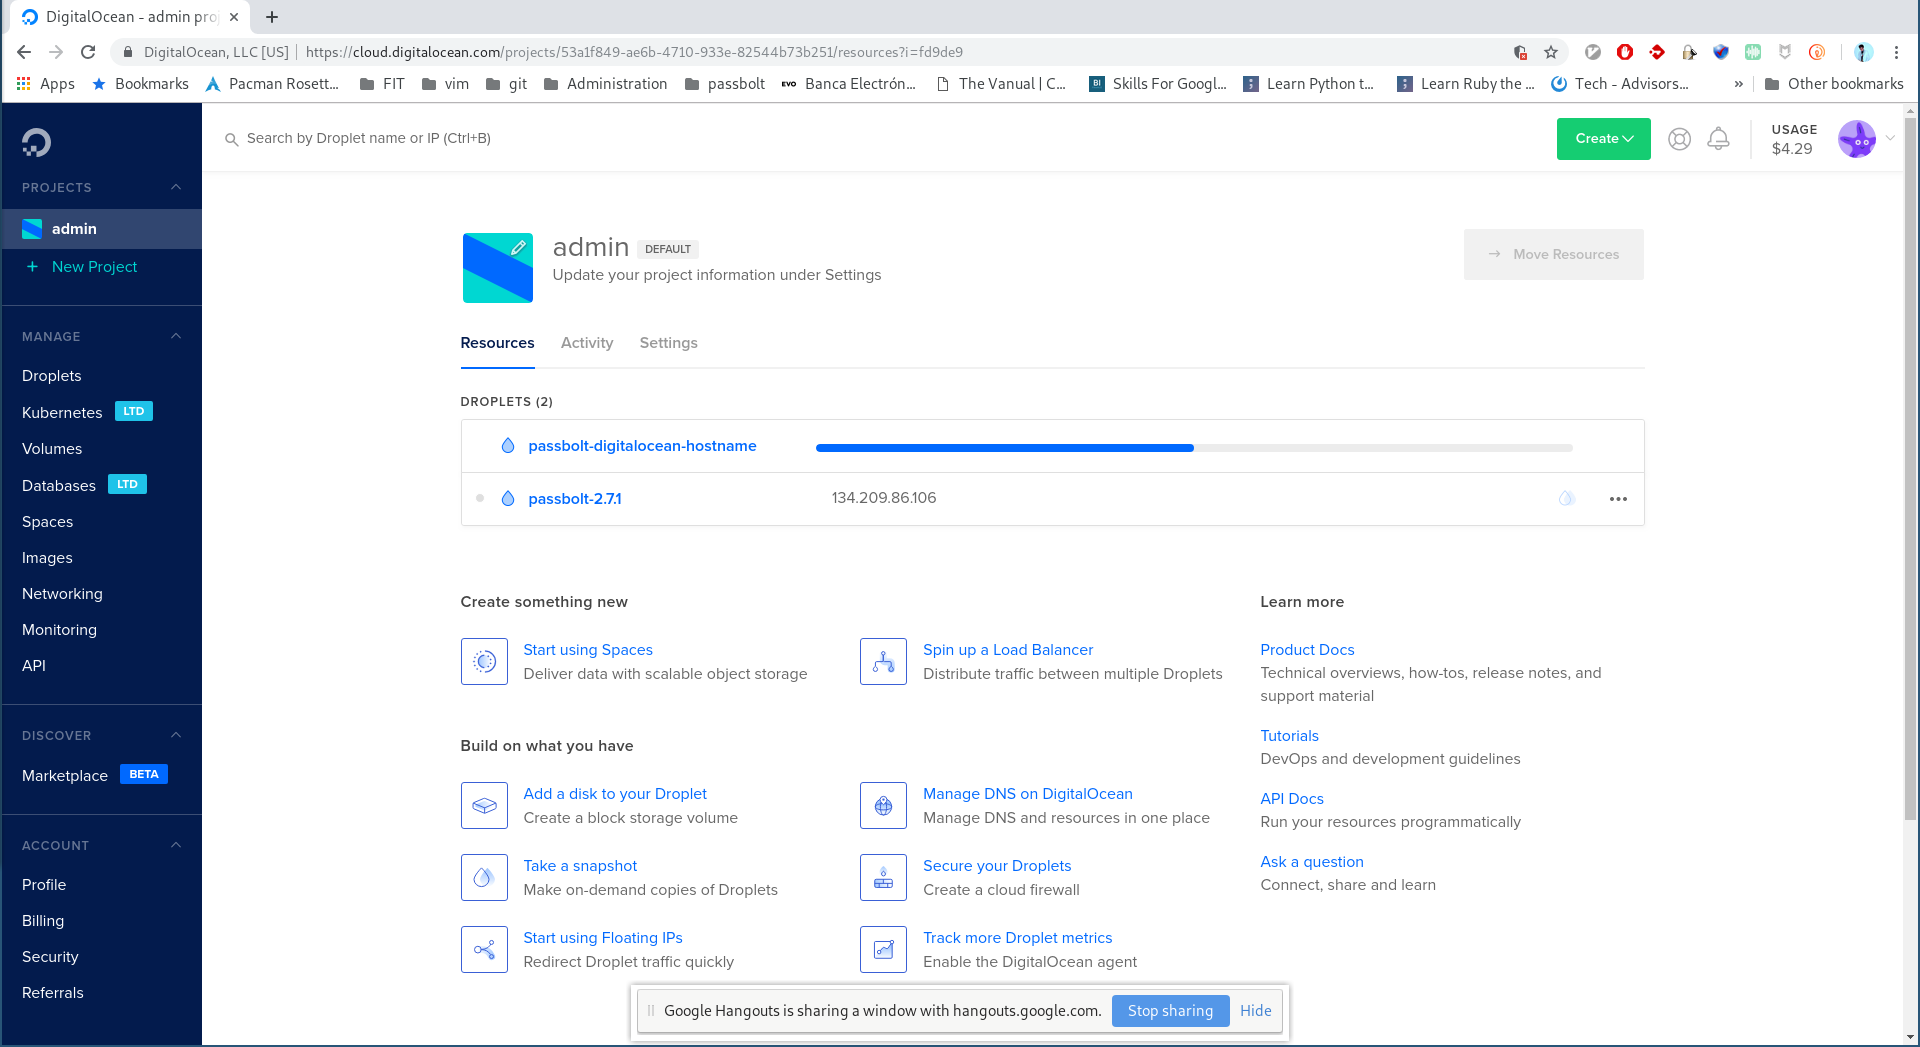 DigitalOcean - admin proj
DigitalOcean, LLC [US] https://cloud.digitalocean.com/projects/53a1f849-ae6b-4710-933e-82544b73b251/resources?i=fd9de9
Apps Bookmarks Pacman Rosett... FIT vim git Administration passbolt EVO Banca Electrón... The Vanual | C... BI Skills For Googl... Learn Python t... Learn Ruby the ... Tech - Advisors... » Other bookmarks
Search by Droplet name or IP (Ctrl+B)
Create
USAGE
$4.29
PROJECTS
admin
+ New Project
MANAGE
Droplets
Kubernetes LTD
Volumes
Databases LTD
Spaces
Images
Networking
Monitoring
API
DISCOVER
Marketplace BETA
ACCOUNT
Profile
Billing
Security
Referrals
admin DEFAULT
Update your project information under Settings
→ Move Resources
Resources Activity Settings
DROPLETS (2)
passbolt-digitalocean-hostname
passbolt-2.7.1 134.209.86.106
Create something new
Start using Spaces
Deliver data with scalable object storage
Spin up a Load Balancer
Distribute traffic between multiple Droplets
Build on what you have
Add a disk to your Droplet
Create a block storage volume
Manage DNS on DigitalOcean
Manage DNS and resources in one place
Take a snapshot
Make on-demand copies of Droplets
Secure your Droplets
Create a cloud firewall
Start using Floating IPs
Redirect Droplet traffic quickly
Track more Droplet metrics
Enable the DigitalOcean agent
Learn more
Product Docs
Technical overviews, how-tos, release notes, and
support material
Tutorials
DevOps and development guidelines
API Docs
Run your resources programmatically
Ask a question
Connect, share and learn
Google Hangouts is sharing a window with hangouts.google.com. Stop sharing Hide